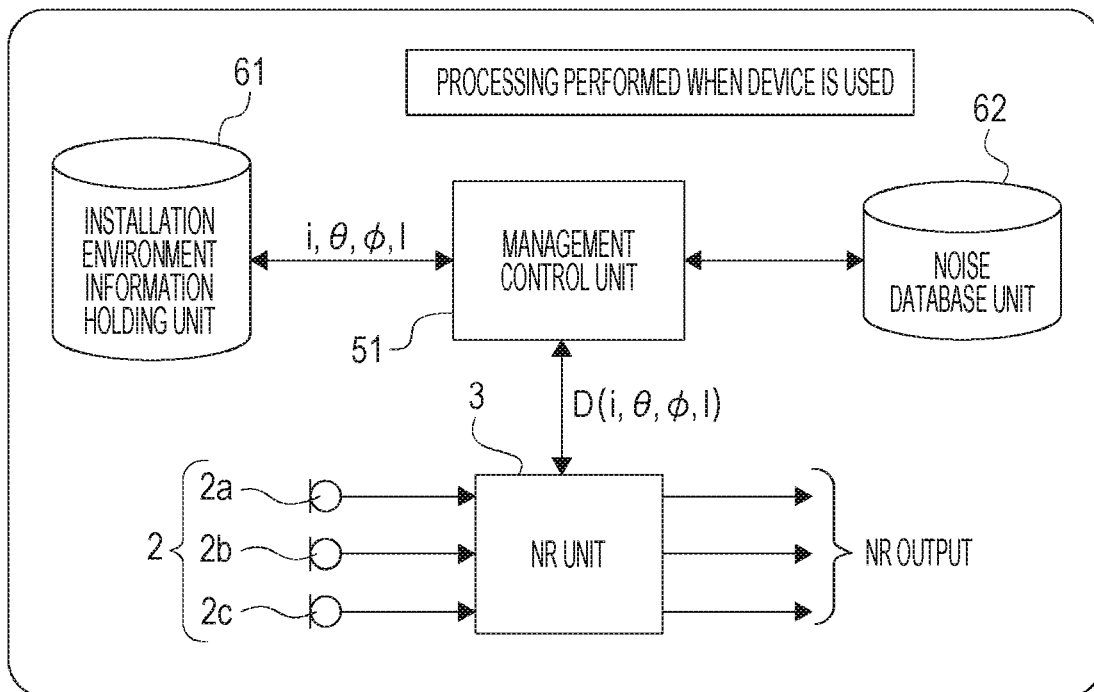 PROCESSING PERFORMED WHEN DEVICE IS USED
61
62
INSTALLATION
ENVIRONMENT
INFORMATION
HOLDING UNIT
i, θ, ϕ, l
MANAGEMENT
CONTROL UNIT
NOISE
DATABASE UNIT
51
3
D(i, θ, ϕ, l)
2
2a
2b
2c
NR UNIT
NR OUTPUT